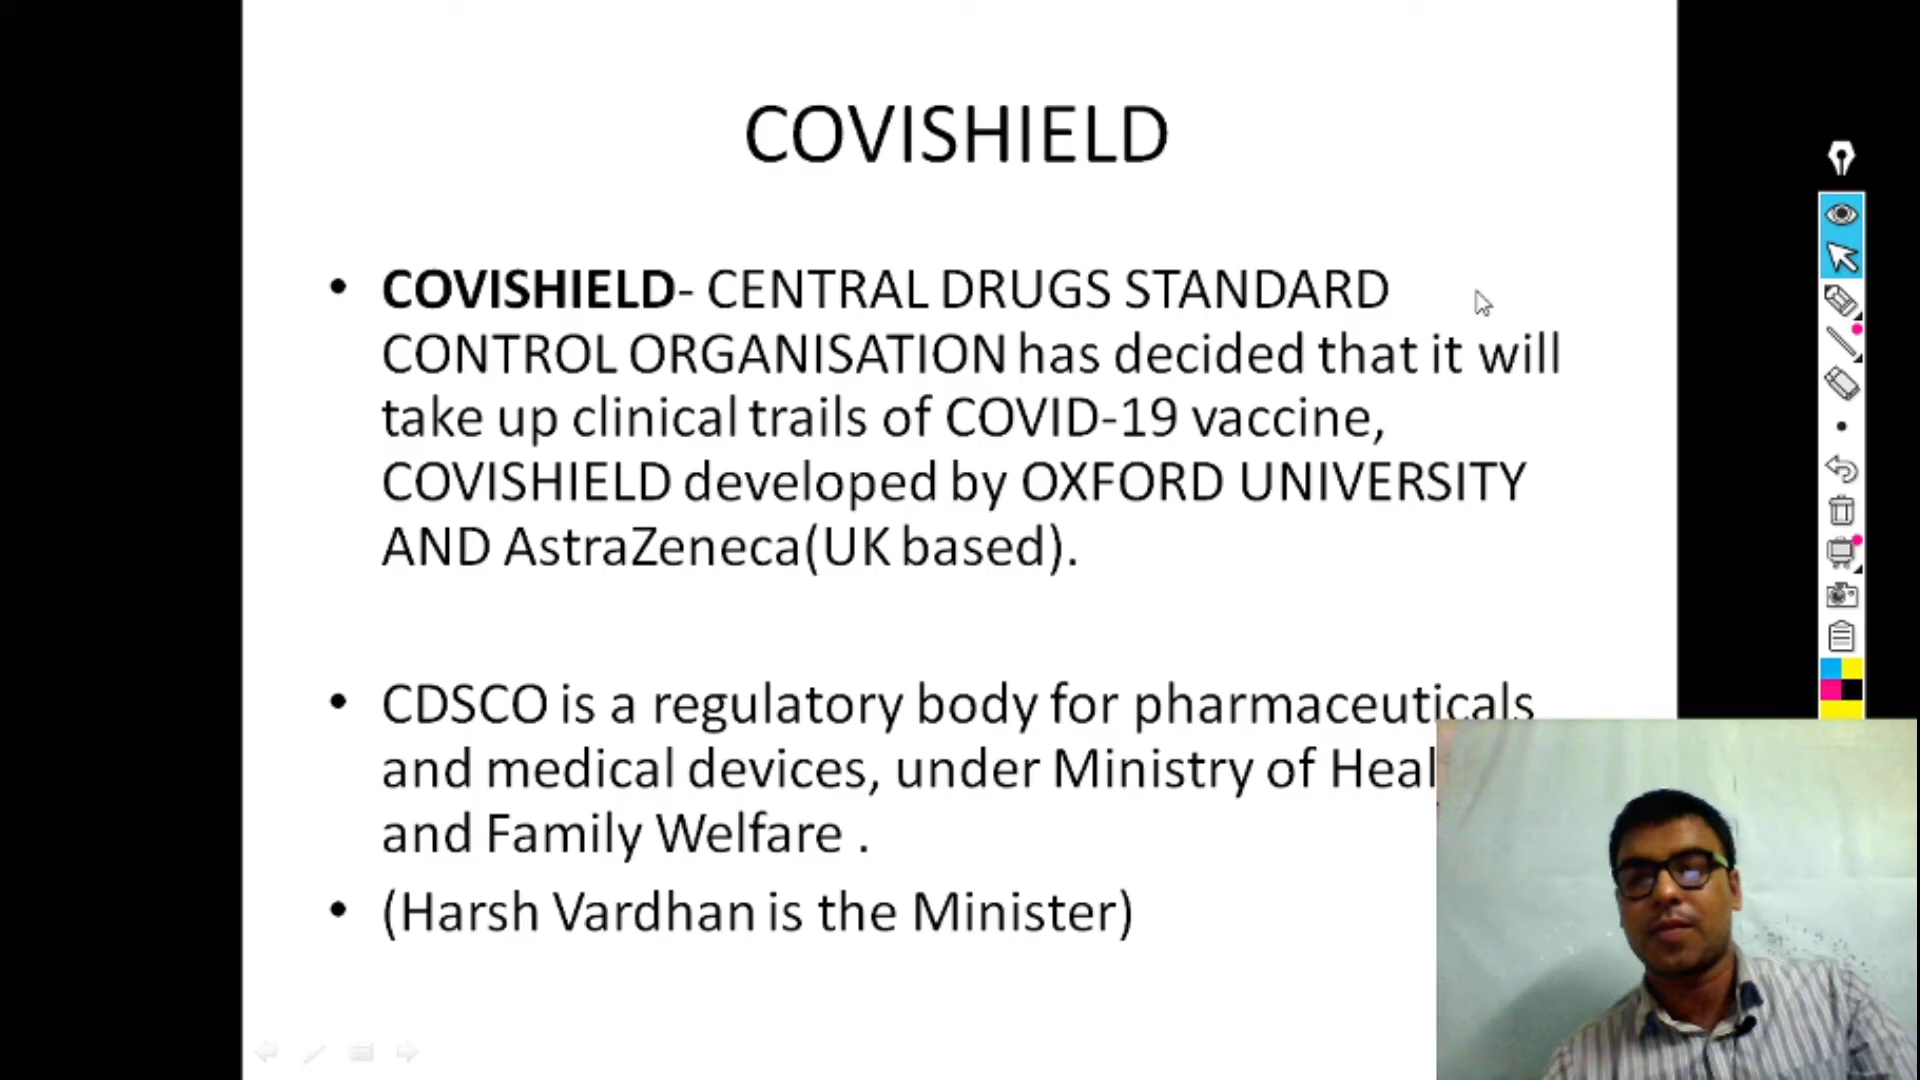 COVISHIELD
• COVISHIELD- CENTRAL DRUGS STANDARD
CONTROL ORGANISATION has decided that it will
take up clinical trails of COVID-19 vaccine,
COVISHIELD developed by OXFORD UNIVERSITY
AND AstraZeneca(UK based).
• CDSCO is a regulatory body for pharmaceuticals
and medical devices, under Ministry of Heal
and Family Welfare .
• (Harsh Vardhan is the Minister)